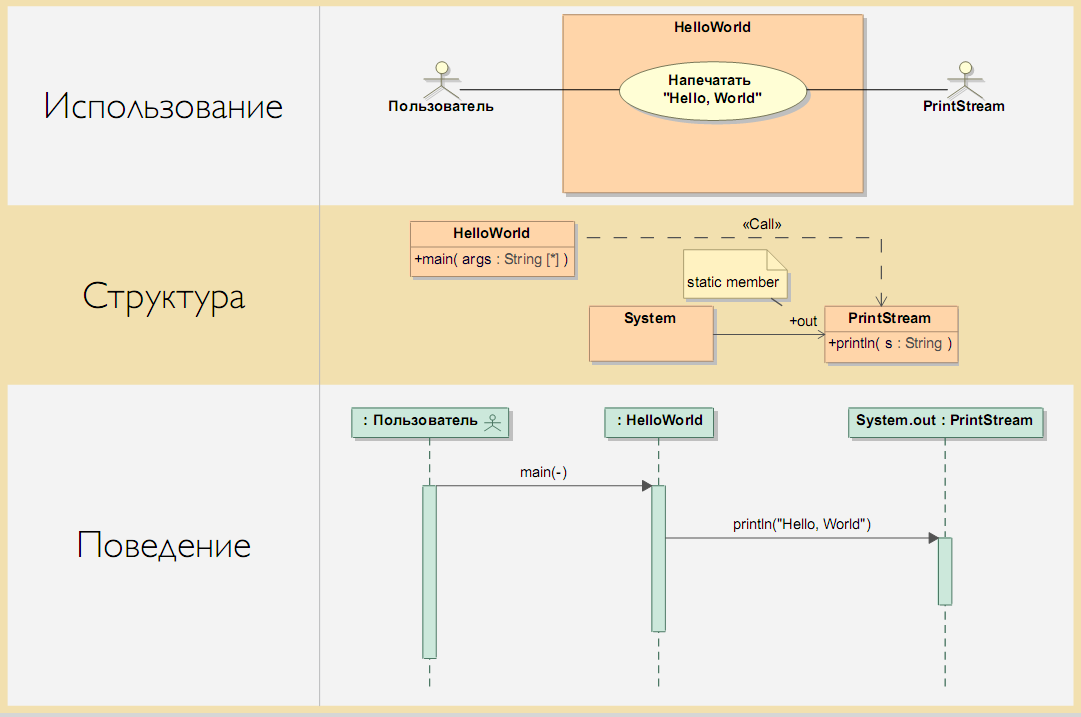 Использование
HelloWorld
Напечатать
"Hello, World"
Пользователь
PrintStream
Структура
HelloWorld
+main( args : String [*] )
«Call»
static member
System
+out
PrintStream
+println( s : String )
Поведение
: Пользователь
: HelloWorld
System.out : PrintStream
main(-)
println("Hello, World")